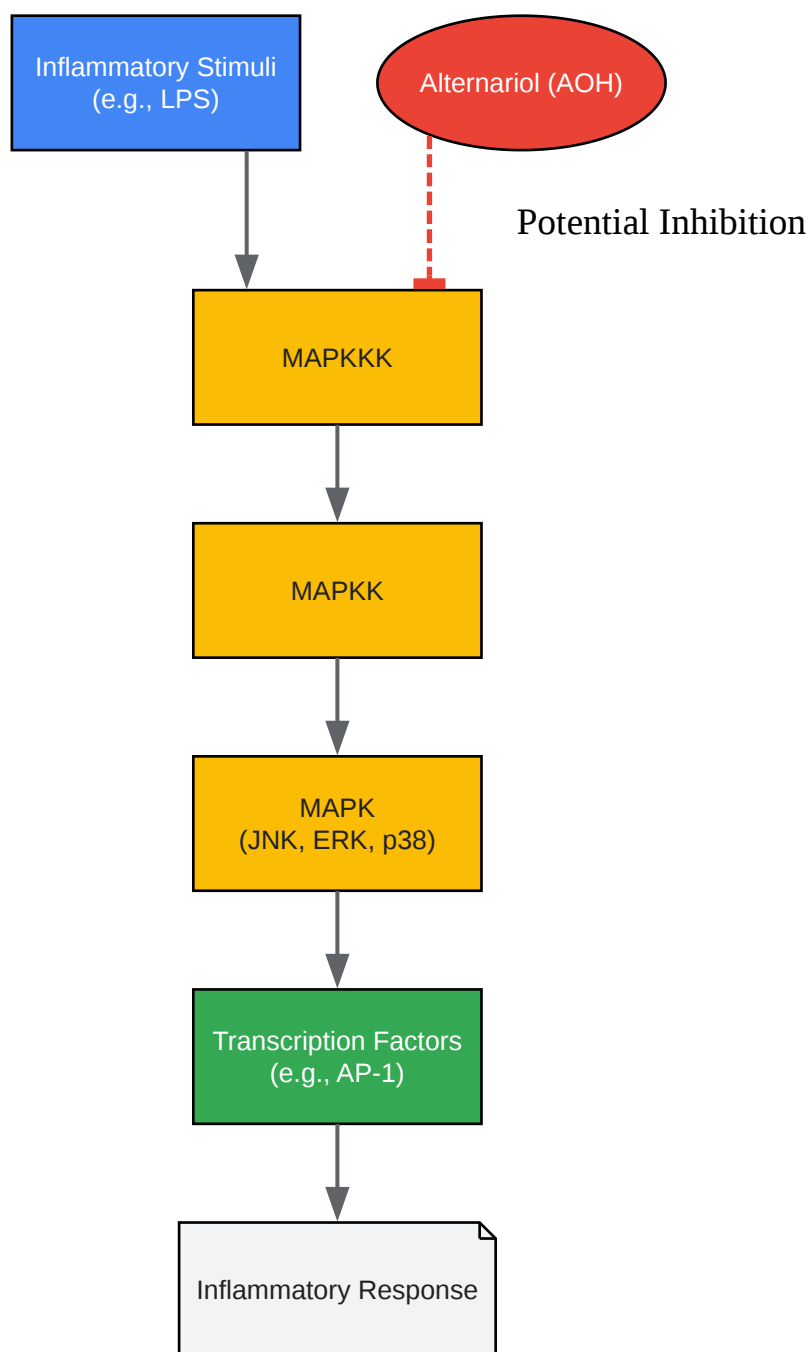 Inflammatory Stimuli
(e.g., LPS)
Alternariol (AOH)
Potential Inhibition
MAPKKK
MAPKK
MAPK
(JNK, ERK, p38)
Transcription Factors
(e.g., AP-1)
Inflammatory Response